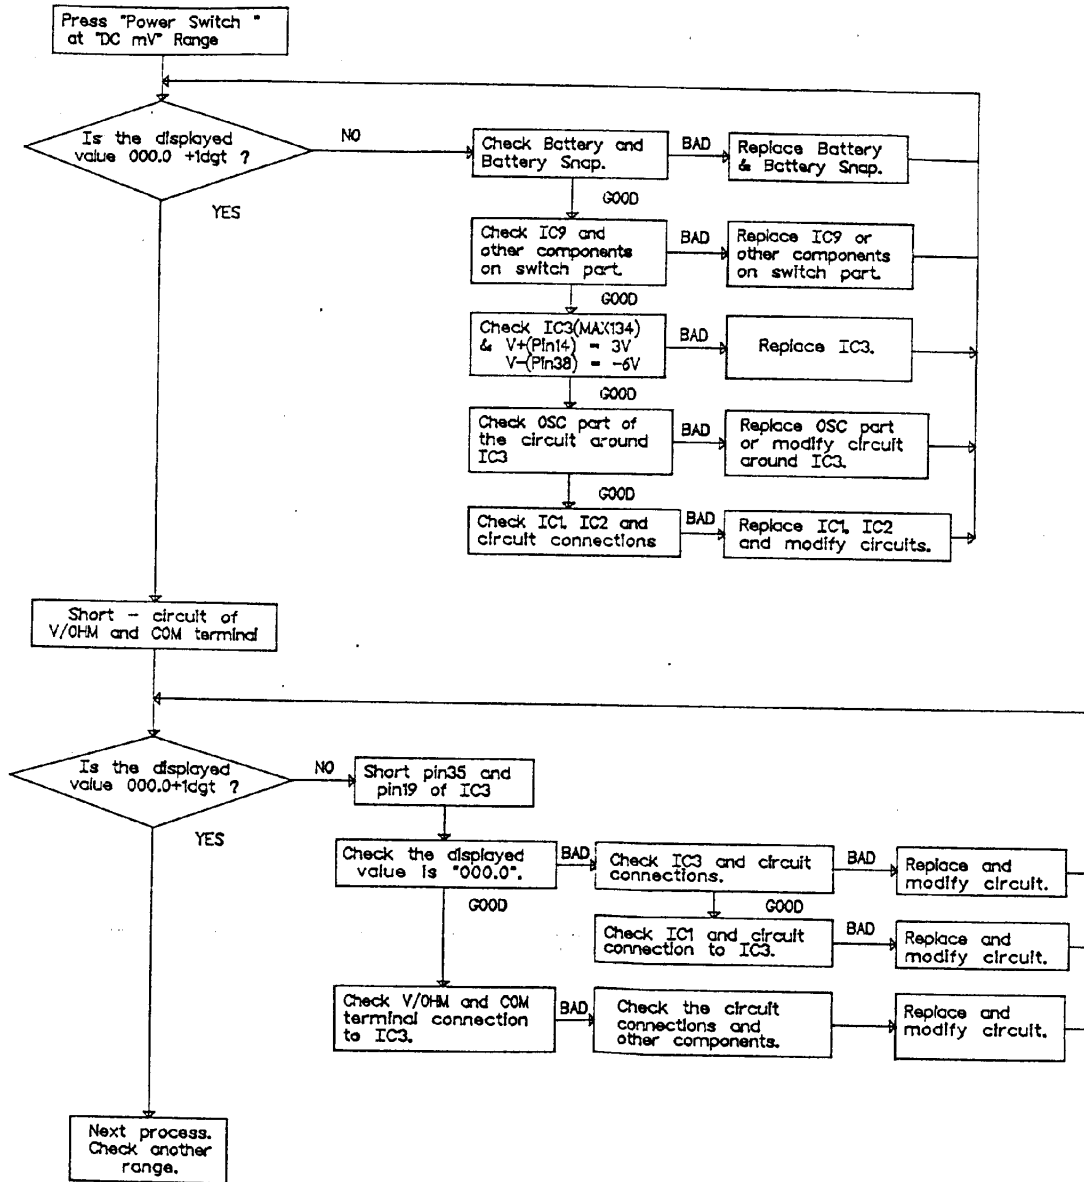 Press "Power Switch "
at "DC mV" Range
Is the displayed
value 000.0 +1dgt ?
NO
YES
Check Battery and
Battery Snap.
BAD
Replace Battery
& Battery Snap.
GOOD
Check IC9 and
other components
on switch part.
BAD
Replace IC9 or
other components
on switch part.
GOOD
Check IC3(MAX134)
& V+(Pin14) = 3V
V-(Pin38) = -6V
BAD
Replace IC3.
GOOD
Check OSC part of
the circuit around
IC3
BAD
Replace OSC part
or modify circuit
around IC3.
GOOD
Check IC1, IC2 and
circuit connections
BAD
Replace IC1, IC2
and modify circuits.
Short - circuit of
V/OHM and COM terminal
Is the displayed
value 000.0+1dgt ?
NO
YES
Short pin35 and
pin19 of IC3
Check the displayed
value is "000.0".
BAD
Check IC3 and circuit
connections.
BAD
Replace and
modify circuit.
GOOD
GOOD
Check IC1 and circuit
connection to IC3.
BAD
Replace and
modify circuit.
Check V/OHM and COM
terminal connection
to IC3.
BAD
Check the circuit
connections and
other components.
Replace and
modify circuit.
Next process.
Check another
range.